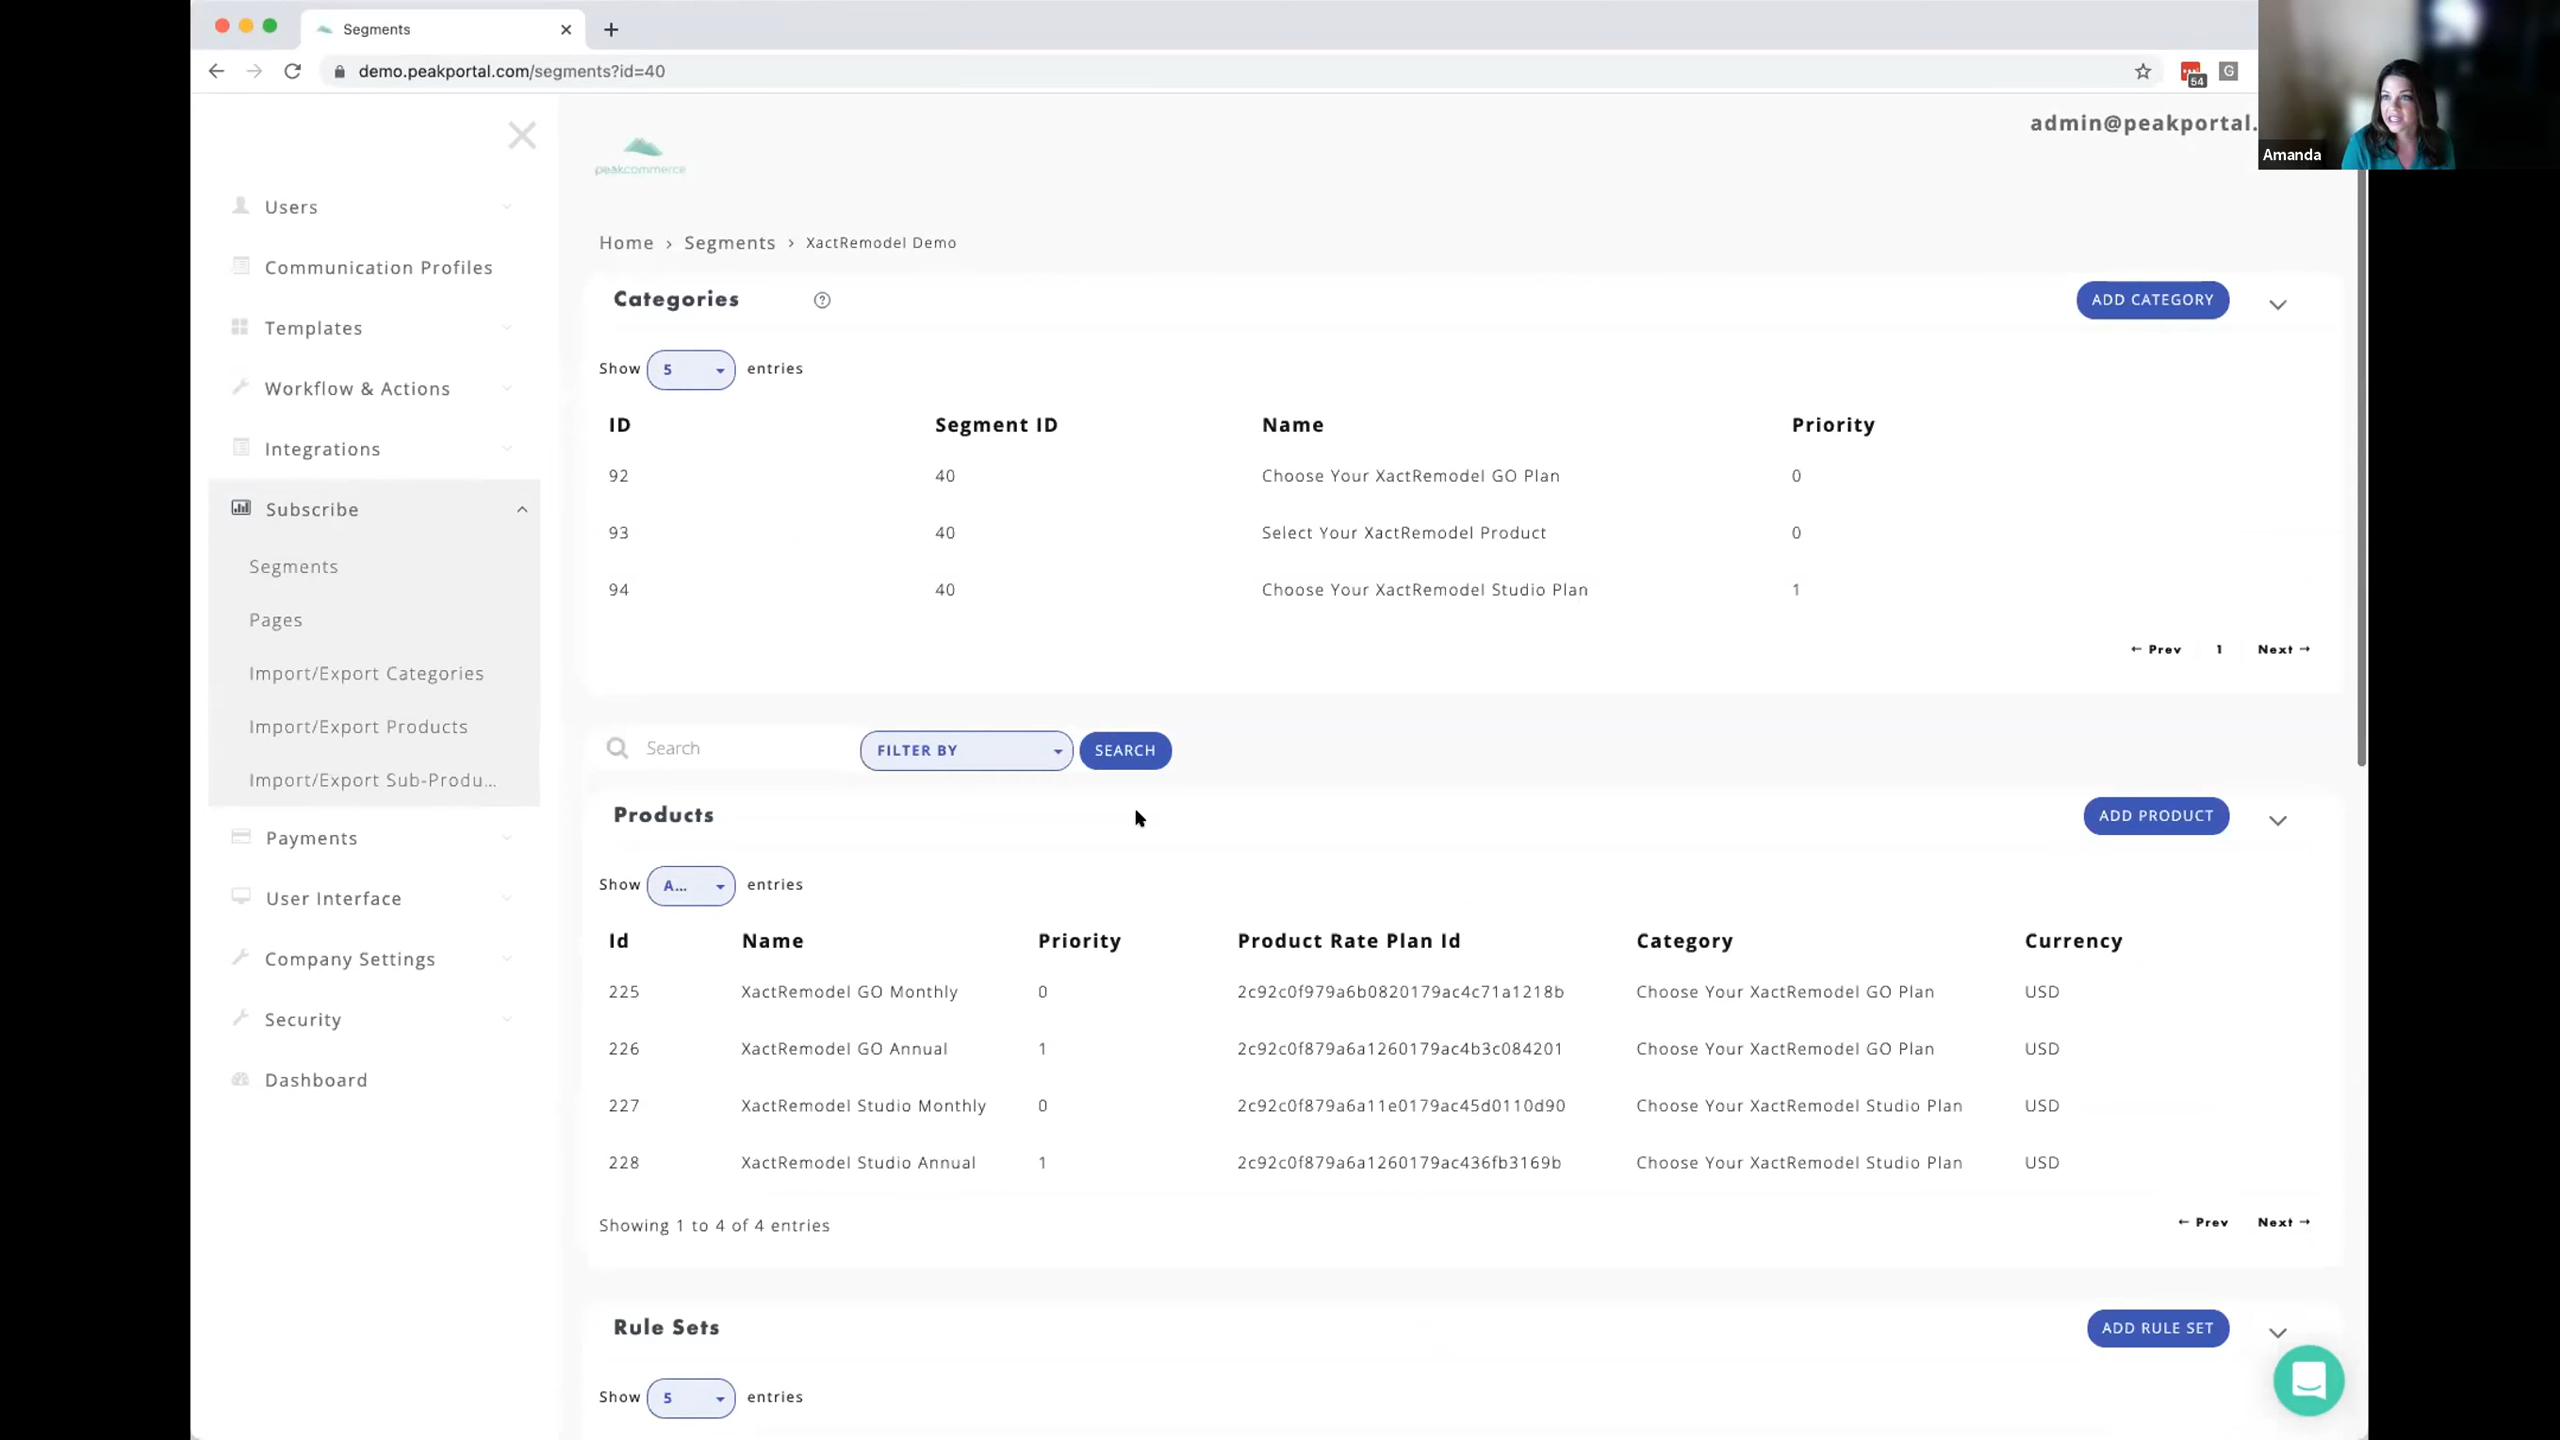 Segments
demo.peakportal.com/segments?id=40
54
G
admin@peakportal.
Amanda
peakcommerce
Users
Communication Profiles
Templates
Workflow & Actions
Integrations
Subscribe
Segments
Pages
Import/Export Categories
Import/Export Products
Import/Export Sub-Produ...
Payments
User Interface
Company Settings
Security
Dashboard
Home › Segments › XactRemodel Demo
Categories ?
ADD CATEGORY
Show 5 entries
ID Segment ID Name Priority
92 40 Choose Your XactRemodel GO Plan 0
93 40 Select Your XactRemodel Product 0
94 40 Choose Your XactRemodel Studio Plan 1
← Prev 1 Next →
Search FILTER BY SEARCH
Products
ADD PRODUCT
Show A... entries
Id Name Priority Product Rate Plan Id Category Currency
225 XactRemodel GO Monthly 0 2c92c0f979a6b0820179ac4c71a1218b Choose Your XactRemodel GO Plan USD
226 XactRemodel GO Annual 1 2c92c0f879a6a1260179ac4b3c084201 Choose Your XactRemodel GO Plan USD
227 XactRemodel Studio Monthly 0 2c92c0f879a6a11e0179ac45d0110d90 Choose Your XactRemodel Studio Plan USD
228 XactRemodel Studio Annual 1 2c92c0f879a6a1260179ac436fb3169b Choose Your XactRemodel Studio Plan USD
Showing 1 to 4 of 4 entries
← Prev Next →
Rule Sets
ADD RULE SET
Show 5 entries